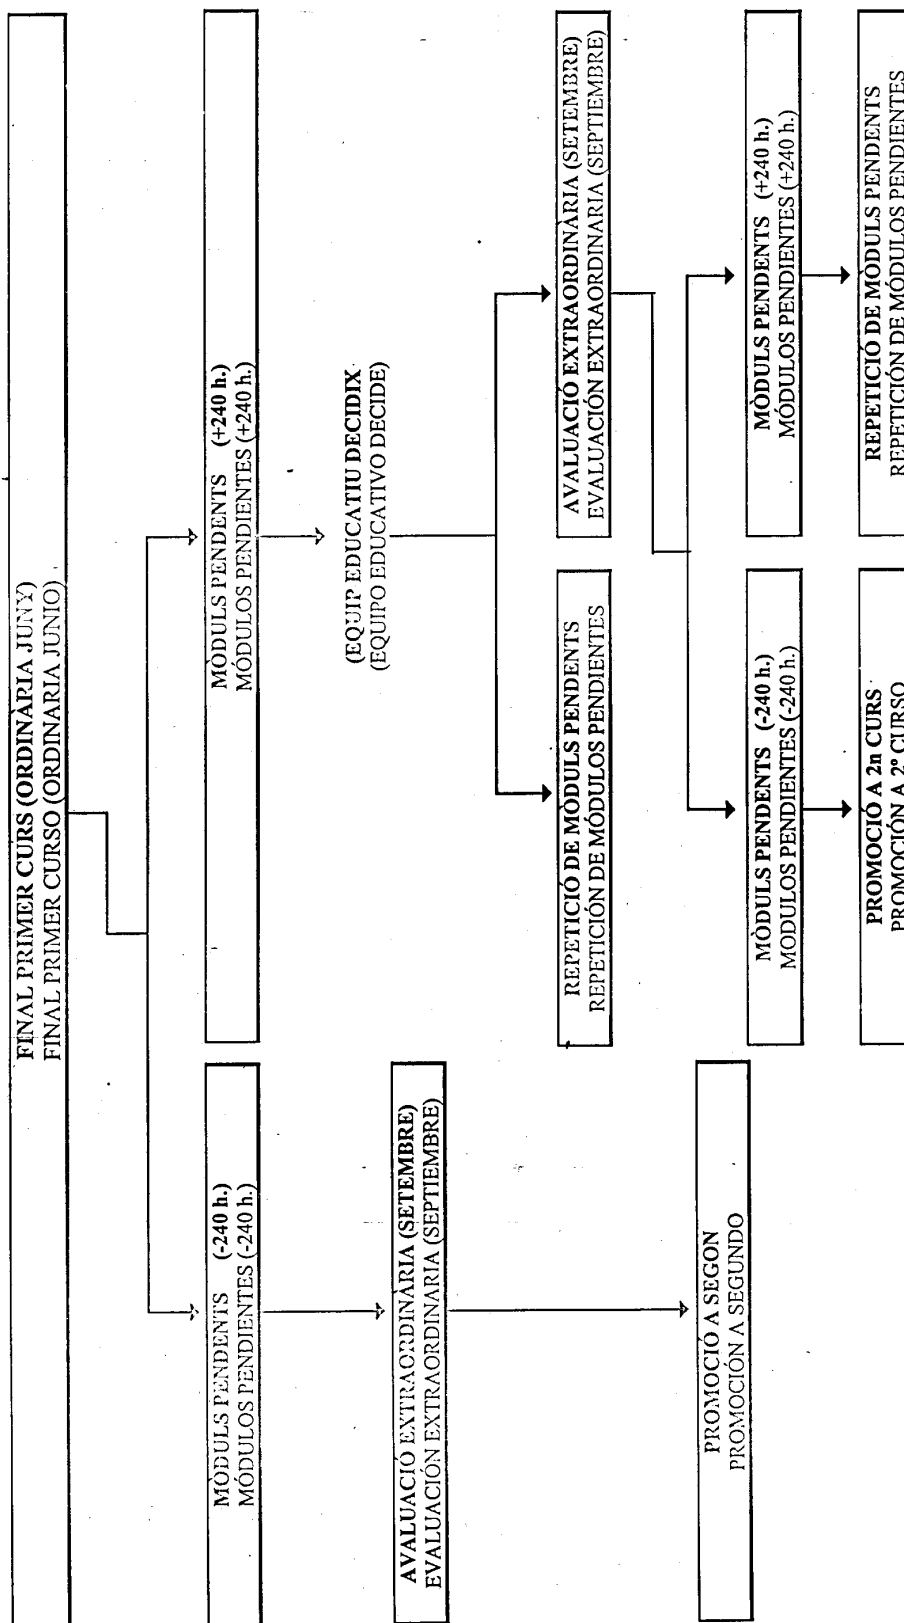 FINAL PRIMER CURS (ORDINÀRIA JUNY)
FINAL PRIMER CURSO (ORDINARIA JUNIO)
MÒDULS PENDENTS (-240 h.)
MÓDULOS PENDIENTES (-240 h.)
MÒDULS PENDENTS (+240 h.)
MÓDULOS PENDIENTES (+240 h.)
(EQUIP EDUCATIU DECIDIX
(EQUIPO EDUCATIVO DECIDE)
AVALUACIÓ EXTRAORDINÀRIA (SETEMBRE)
EVALUACIÓN EXTRAORDINARIA (SEPTIEMBRE)
REPETICIÓ DE MÒDULS PENDENTS
REPETICIÓN DE MÓDULOS PENDIENTES
AVALUACIÓ EXTRAORDINÀRIA (SETEMBRE)
EVALUACIÓN EXTRAORDINARIA (SEPTIEMBRE)
PROMOCIÓ A SEGON
PROMOCIÓN A SEGUNDO
MÒDULS PENDENTS (-240 h.)
MODULOS PENDIENTES (-240 h.)
MÒDULS PENDENTS (+240 h.)
MÓDULOS PENDIENTES (+240 h.)
PROMOCIÓ A 2n CURS
PROMOCIÓN A 2º CURSO
REPETICIÓ DE MÒDULS PENDENTS
REPETICIÓN DE MÓDULOS PENDIENTES